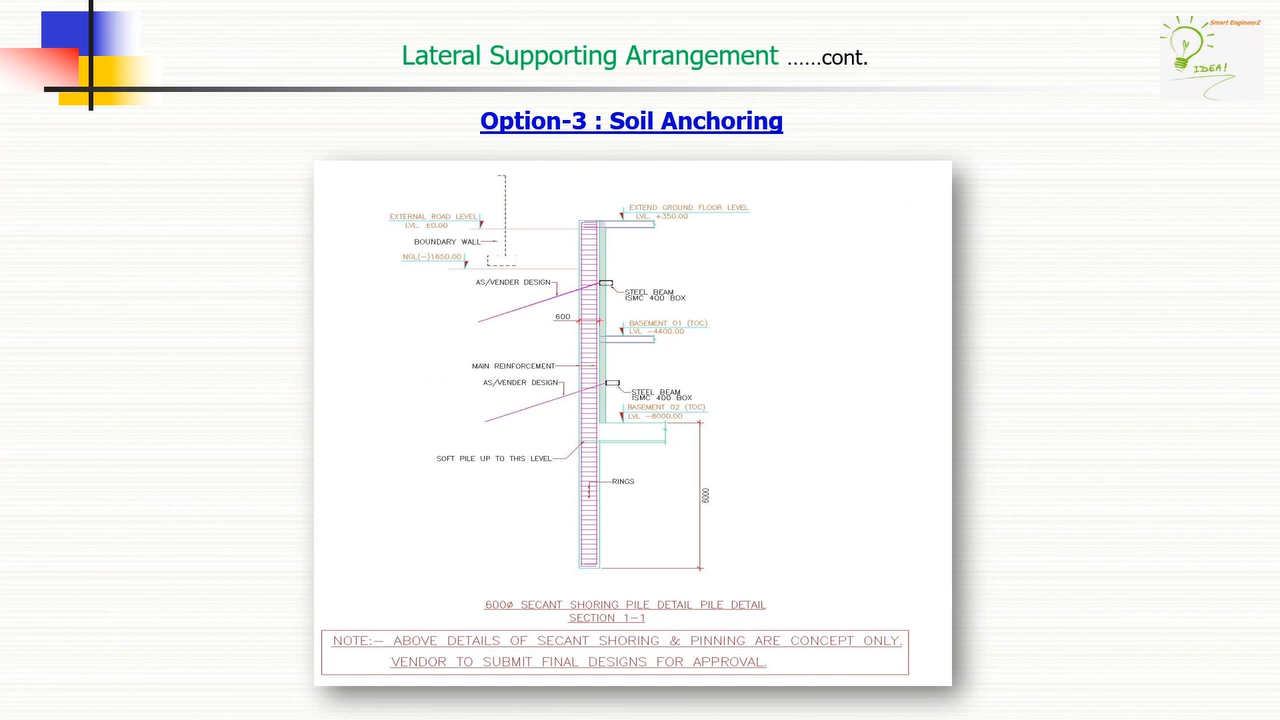 Lateral Supporting Arrangement ......cont.
Smart EngineerZ
IDEA!
Option-3 : Soil Anchoring
EXTEND GROUND FLOOR LEVEL
LVL. +350.00
EXTERNAL ROAD LEVEL
LVL. ±0.00
BOUNDARY WALL
NGL(-)1650.00
AS/VENDER DESIGN
STEEL BEAM
ISMC 400 BOX
600
BASEMENT 01 (TOC)
LVL -4400.00
MAIN REINFORCEMENT
AS/VENDER DESIGN
STEEL BEAM
ISMC 400 BOX
BASEMENT 02 (TOC)
LVL -8000.00
SOFT PILE UP TO THIS LEVEL
RINGS
6000
600ø SECANT SHORING PILE DETAIL PILE DETAIL
SECTION 1-1
NOTE:- ABOVE DETAILS OF SECANT SHORING & PINNING ARE CONCEPT ONLY.
VENDOR TO SUBMIT FINAL DESIGNS FOR APPROVAL.